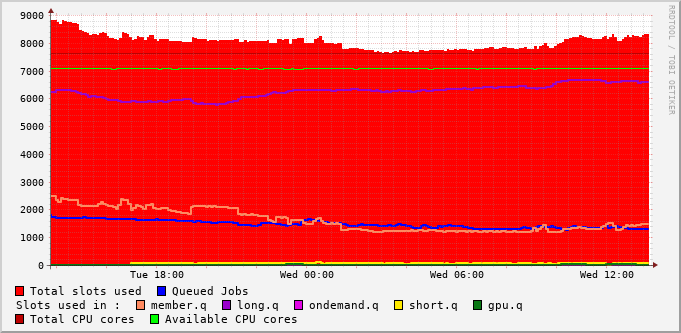 RRDTOOL / TOBI OETIKER
9000
8000
7000
6000
5000
4000
3000
2000
1000
0
Tue 18:00 Wed 00:00 Wed 06:00 Wed 12:00
Total slots used Queued Jobs
Slots used in : member.q long.q ondemand.q short.q gpu.q
Total CPU cores Available CPU cores